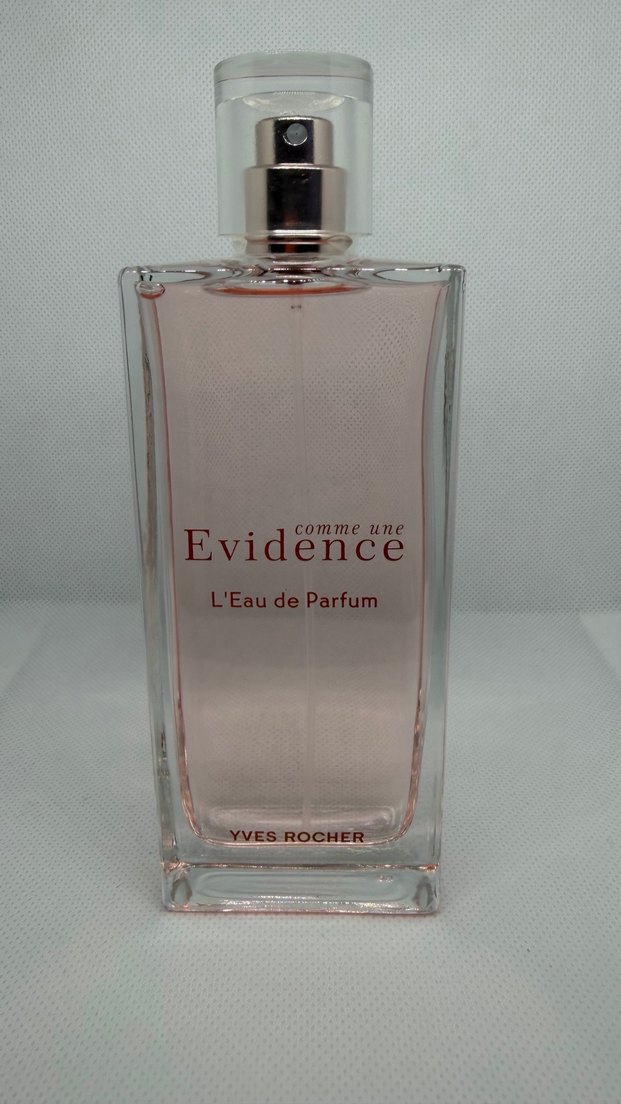 comme une
Evidence
L'Eau de Parfum
YVES ROCHER